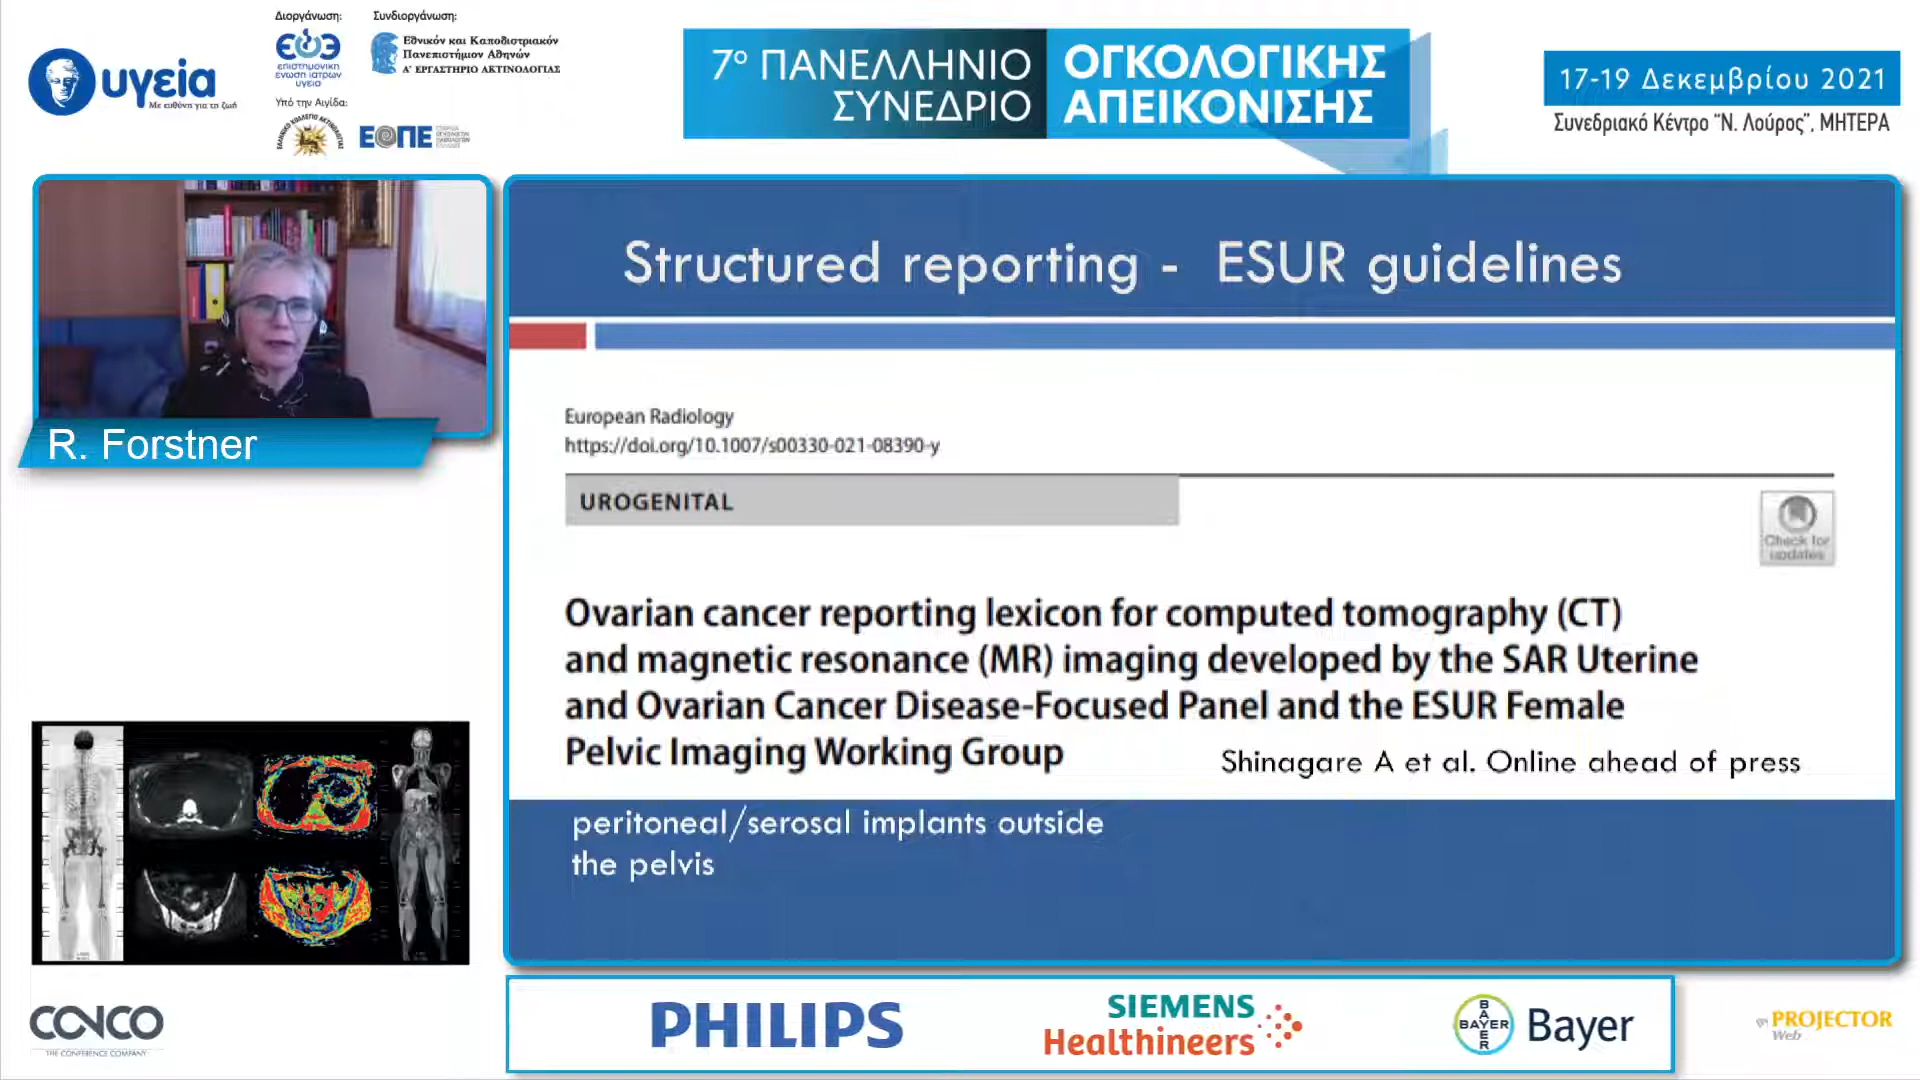 Διοργάνωση:
Συνδιοργάνωση:
υγεία
Με ευθύνη για τη ζωή
επιστημονική
ένωση ιατρών
υγεία
Εθνικόν και Καποδιστριακόν
Πανεπιστήμιον Αθηνών
Α' ΕΡΓΑΣΤΗΡΙΟ ΑΚΤΙΝΟΛΟΓΙΑΣ
Υπό την Αιγίδα:
ΕΟΠΕ
7ο ΠΑΝΕΛΛΗΝΙΟ
ΣΥΝΕΔΡΙΟ
ΟΓΚΟΛΟΓΙΚΗΣ
ΑΠΕΙΚΟΝΙΣΗΣ
17-19 Δεκεμβρίου 2021
Συνεδριακό Κέντρο “Ν. Λούρος”, ΜΗΤΕΡΑ
R. Forstner
Structured reporting - ESUR guidelines
European Radiology
https://doi.org/10.1007/s00330-021-08390-y
UROGENITAL
Check for
updates
Ovarian cancer reporting lexicon for computed tomography (CT)
and magnetic resonance (MR) imaging developed by the SAR Uterine
and Ovarian Cancer Disease-Focused Panel and the ESUR Female
Pelvic Imaging Working Group
Shinagare A et al. Online ahead of press
peritoneal/serosal implants outside
the pelvis
CONCO
THE CONFERENCE COMPANY
PHILIPS
SIEMENS
Healthineers
BAYER
BAYER
Bayer
PROJECTOR
Web